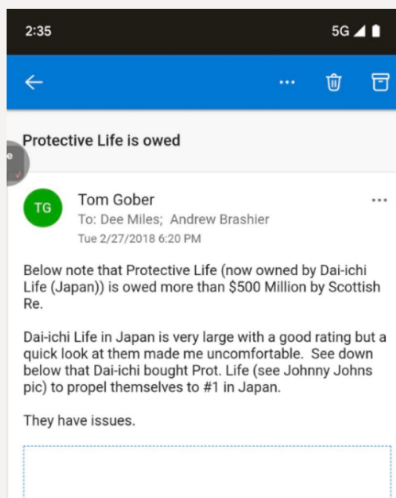 2:35
5G
Protective Life is owed
e
TG
Tom Gober
To: Dee Miles; Andrew Brashier
Tue 2/27/2018 6:20 PM
Below note that Protective Life (now owned by Dai-ichi
Life (Japan)) is owed more than $500 Million by Scottish
Re.
Dai-ichi Life in Japan is very large with a good rating but a
quick look at them made me uncomfortable. See down
below that Dai-ichi bought Prot. Life (see Johnny Johns
pic) to propel themselves to #1 in Japan.
They have issues.